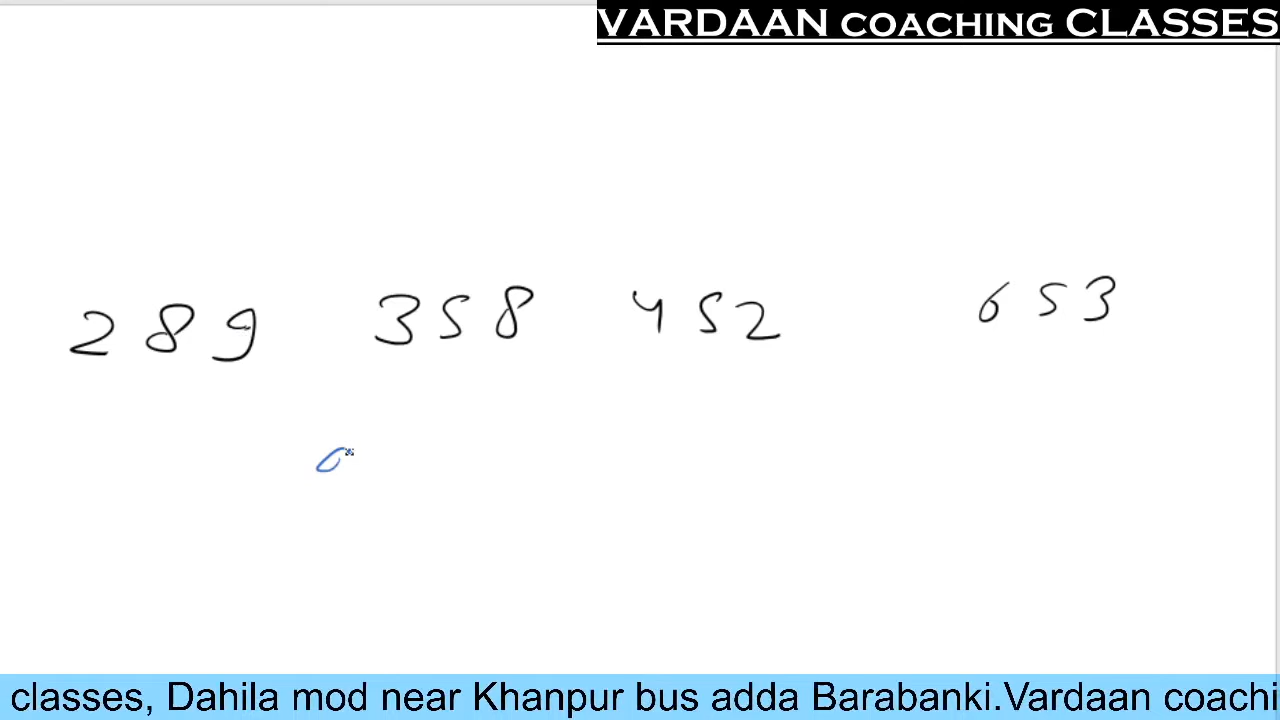 VARDAAN COACHING CLASSES
289 358 452 653
classes, Dahila mod near Khanpur bus adda Barabanki.Vardaan coachi